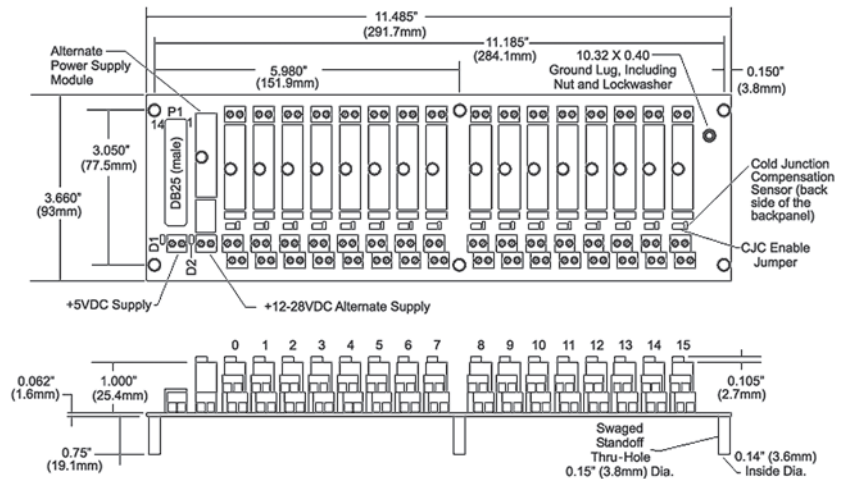 11.485"
(291.7mm)
11.185"
(284.1mm)
5.980"
(151.9mm)
Alternate
Power Supply
Module
10.32 X 0.40
Ground Lug, Including
Nut and Lockwasher
0.150"
(3.8mm)
P1
14
1
DB25 (male)
3.050"
(77.5mm)
3.660"
(93mm)
D1
D2
Cold Junction
Compensation
Sensor (back
side of the
backpanel)
CJC Enable
Jumper
+5VDC Supply
+12-28VDC Alternate Supply
0 1 2 3 4 5 6 7 8 9 10 11 12 13 14 15
0.062"
(1.6mm)
1.000"
(25.4mm)
0.105"
(2.7mm)
0.75"
(19.1mm)
Swaged
Standoff
Thru-Hole
0.15" (3.8mm) Dia.
0.14" (3.6mm)
Inside Dia.